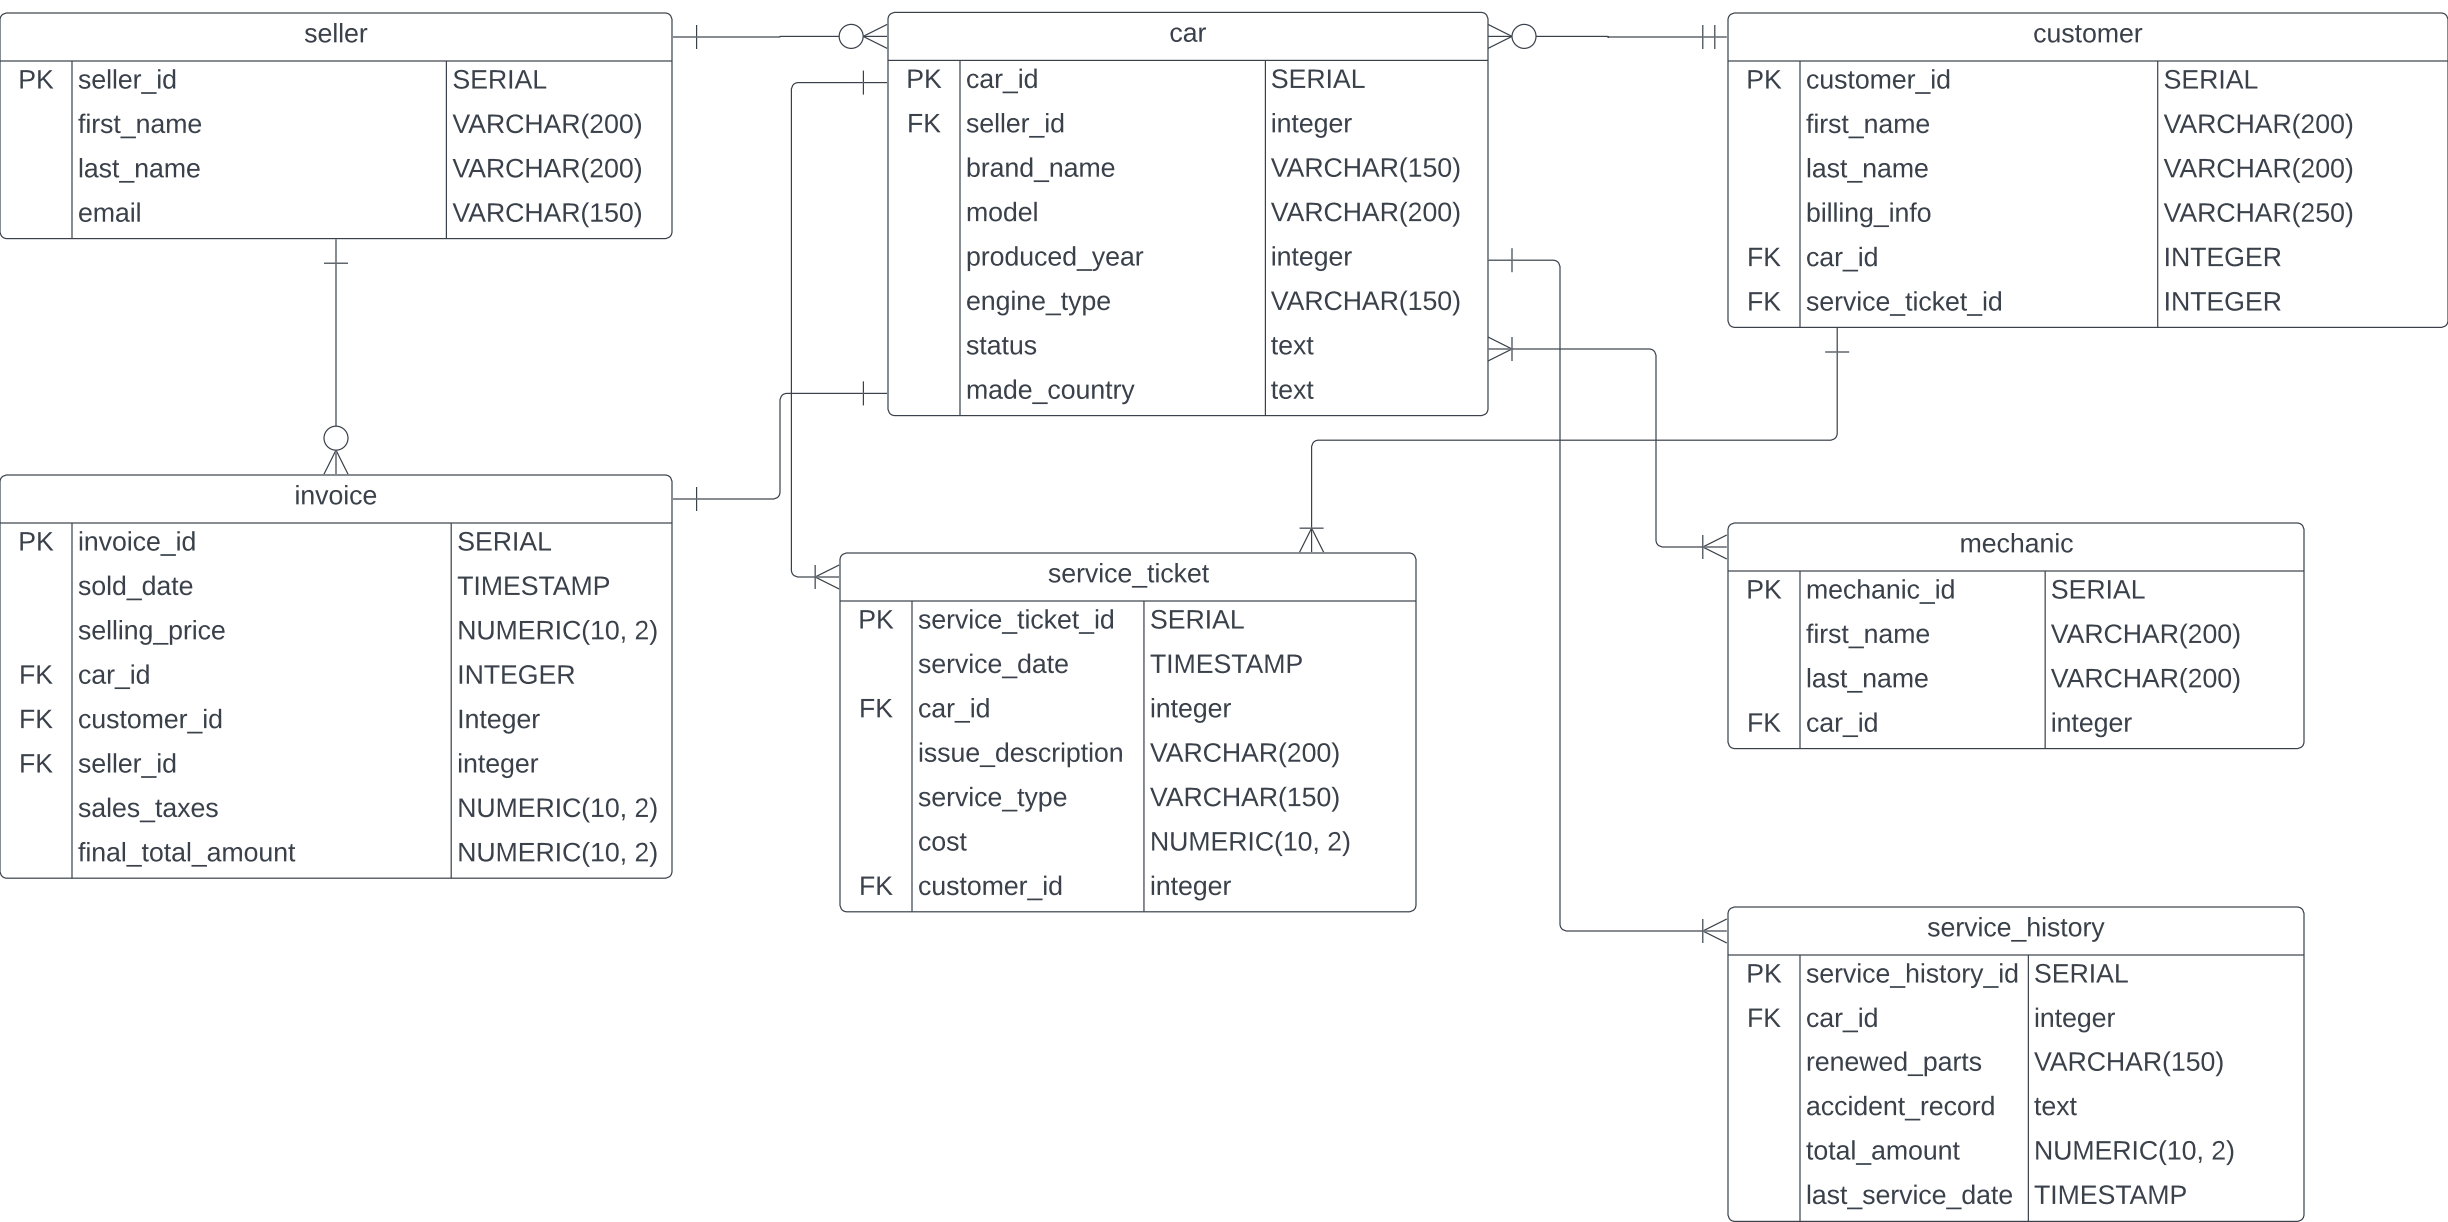 seller
PK seller_id SERIAL
first_name VARCHAR(200)
last_name VARCHAR(200)
email VARCHAR(150)
car
PK car_id SERIAL
FK seller_id integer
brand_name VARCHAR(150)
model VARCHAR(200)
produced_year integer
engine_type VARCHAR(150)
status text
made_country text
customer
PK customer_id SERIAL
first_name VARCHAR(200)
last_name VARCHAR(200)
billing_info VARCHAR(250)
FK car_id INTEGER
FK service_ticket_id INTEGER
invoice
PK invoice_id SERIAL
sold_date TIMESTAMP
selling_price NUMERIC(10, 2)
FK car_id INTEGER
FK customer_id Integer
FK seller_id integer
sales_taxes NUMERIC(10, 2)
final_total_amount NUMERIC(10, 2)
service_ticket
PK service_ticket_id SERIAL
service_date TIMESTAMP
FK car_id integer
issue_description VARCHAR(200)
service_type VARCHAR(150)
cost NUMERIC(10, 2)
FK customer_id integer
mechanic
PK mechanic_id SERIAL
first_name VARCHAR(200)
last_name VARCHAR(200)
FK car_id integer
service_history
PK service_history_id SERIAL
FK car_id integer
renewed_parts VARCHAR(150)
accident_record text
total_amount NUMERIC(10, 2)
last_service_date TIMESTAMP